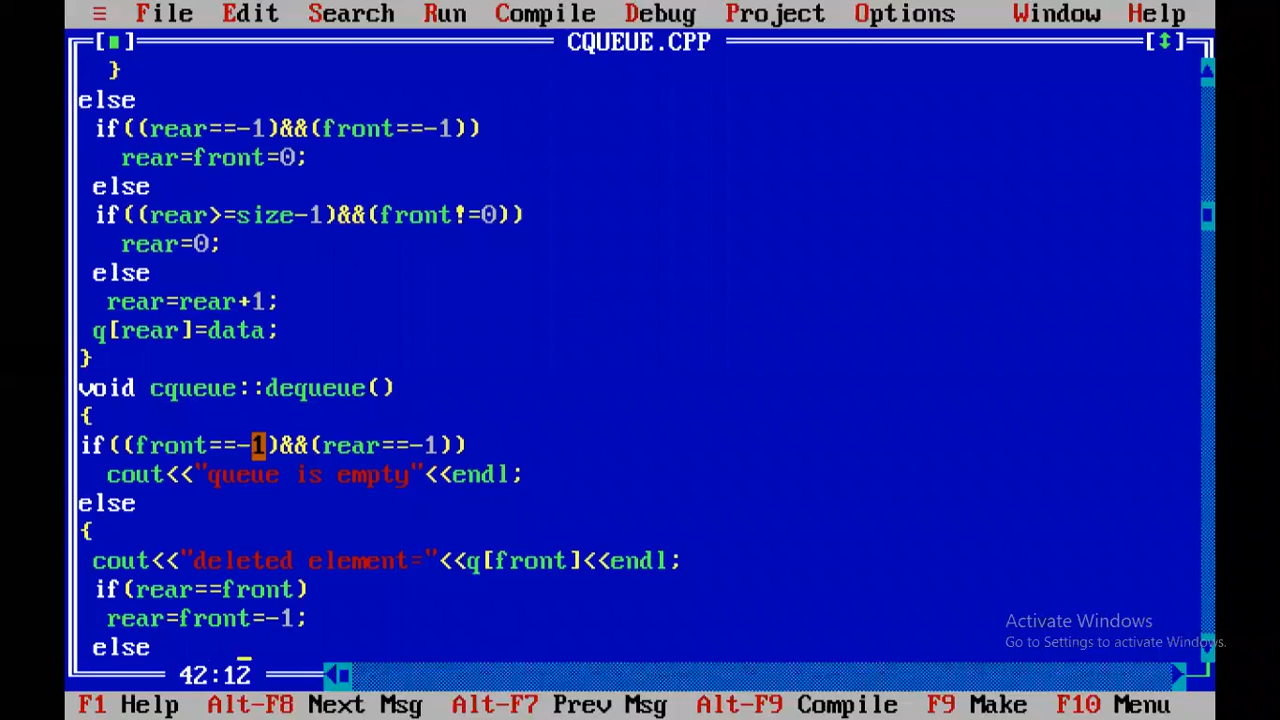 ≡ File Edit Search Run Compile Debug Project Options Window Help
[■] CQUEUE.CPP [↕]
}
else
if((rear==-1)&&(front==-1))
rear=front=0;
else
if((rear>=size-1)&&(front!=0))
rear=0;
else
rear=rear+1;
q[rear]=data;
}
void cqueue::dequeue()
{
if((front==-1)&&(rear==-1))
cout<<"queue is empty"<<endl;
else
{
cout<<"deleted element="<<q[front]<<endl;
if(rear==front)
rear=front=-1;
else
Activate Windows
Go to Settings to activate Windows.
42:12
F1 Help Alt-F8 Next Msg Alt-F7 Prev Msg Alt-F9 Compile F9 Make F10 Menu